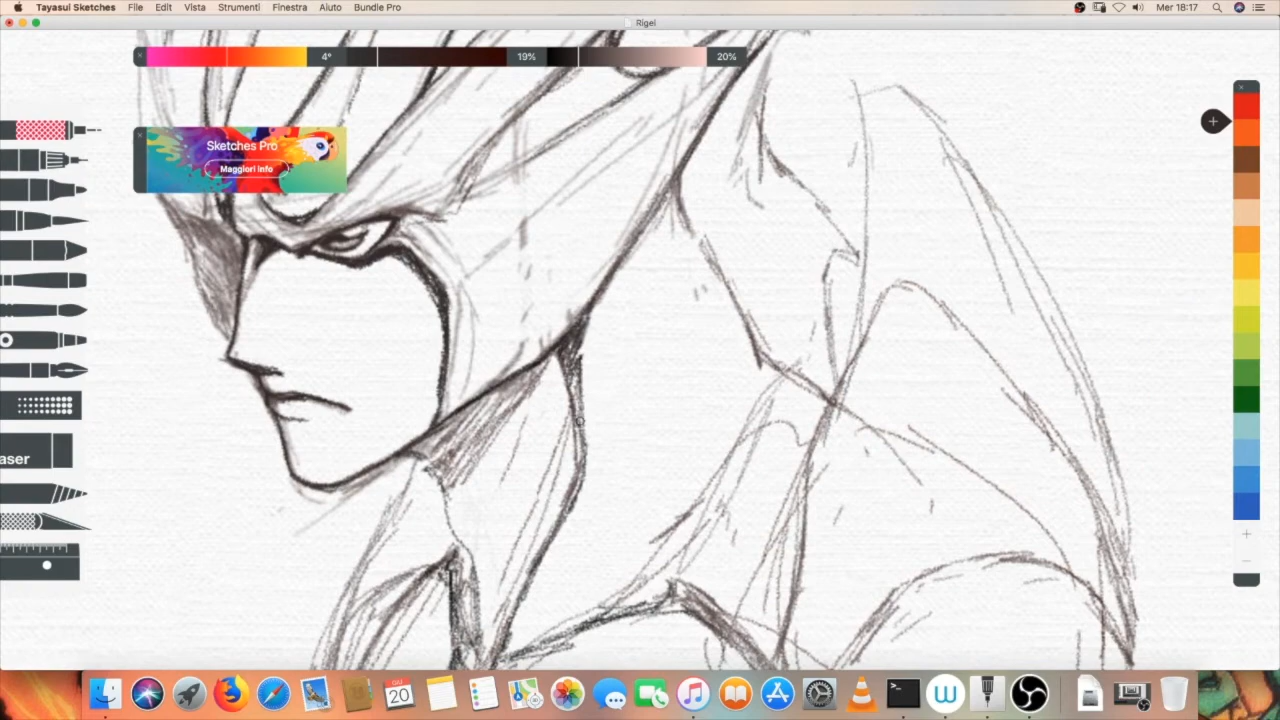 Tayasui Sketches File Edit Vista Strumenti Finestra Aiuto Bundle Pro Mer 18:17
Rigel
4° 19% 20%
Sketches Pro
Maggiori info
aser
GIU
20